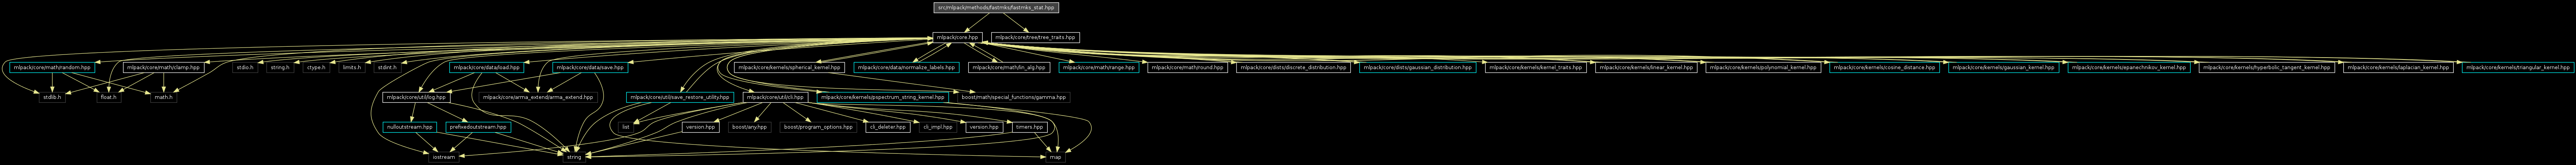 src/mlpack/methods/fastmks/fastmks_stat.hpp
mlpack/core.hpp
mlpack/core/tree/tree_traits.hpp
mlpack/core/math/random.hpp
mlpack/core/math/clamp.hpp
stdio.h
string.h
ctype.h
limits.h
stdint.h
mlpack/core/data/load.hpp
mlpack/core/data/save.hpp
mlpack/core/kernels/spherical_kernel.hpp
mlpack/core/data/normalize_labels.hpp
mlpack/core/math/lin_alg.hpp
mlpack/core/math/range.hpp
mlpack/core/math/round.hpp
mlpack/core/dists/discrete_distribution.hpp
mlpack/core/dists/gaussian_distribution.hpp
mlpack/core/kernels/kernel_traits.hpp
mlpack/core/kernels/linear_kernel.hpp
mlpack/core/kernels/polynomial_kernel.hpp
mlpack/core/kernels/cosine_distance.hpp
mlpack/core/kernels/gaussian_kernel.hpp
mlpack/core/kernels/epanechnikov_kernel.hpp
mlpack/core/kernels/hyperbolic_tangent_kernel.hpp
mlpack/core/kernels/laplacian_kernel.hpp
mlpack/core/kernels/triangular_kernel.hpp
stdlib.h
float.h
math.h
mlpack/core/util/log.hpp
mlpack/core/arma_extend/arma_extend.hpp
mlpack/core/util/save_restore_utility.hpp
mlpack/core/util/cli.hpp
mlpack/core/kernels/pspectrum_string_kernel.hpp
boost/math/special_functions/gamma.hpp
nulloutstream.hpp
prefixedoutstream.hpp
list
version.hpp
boost/any.hpp
boost/program_options.hpp
cli_deleter.hpp
cli_impl.hpp
version.hpp
timers.hpp
iostream
string
map